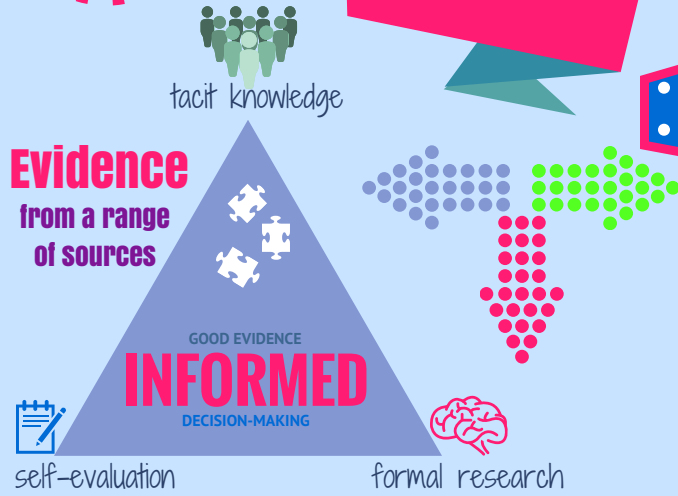 tacit knowledge
Evidence
from a range
of sources
GOOD EVIDENCE
INFORMED
DECISION-MAKING
self-evaluation
formal research